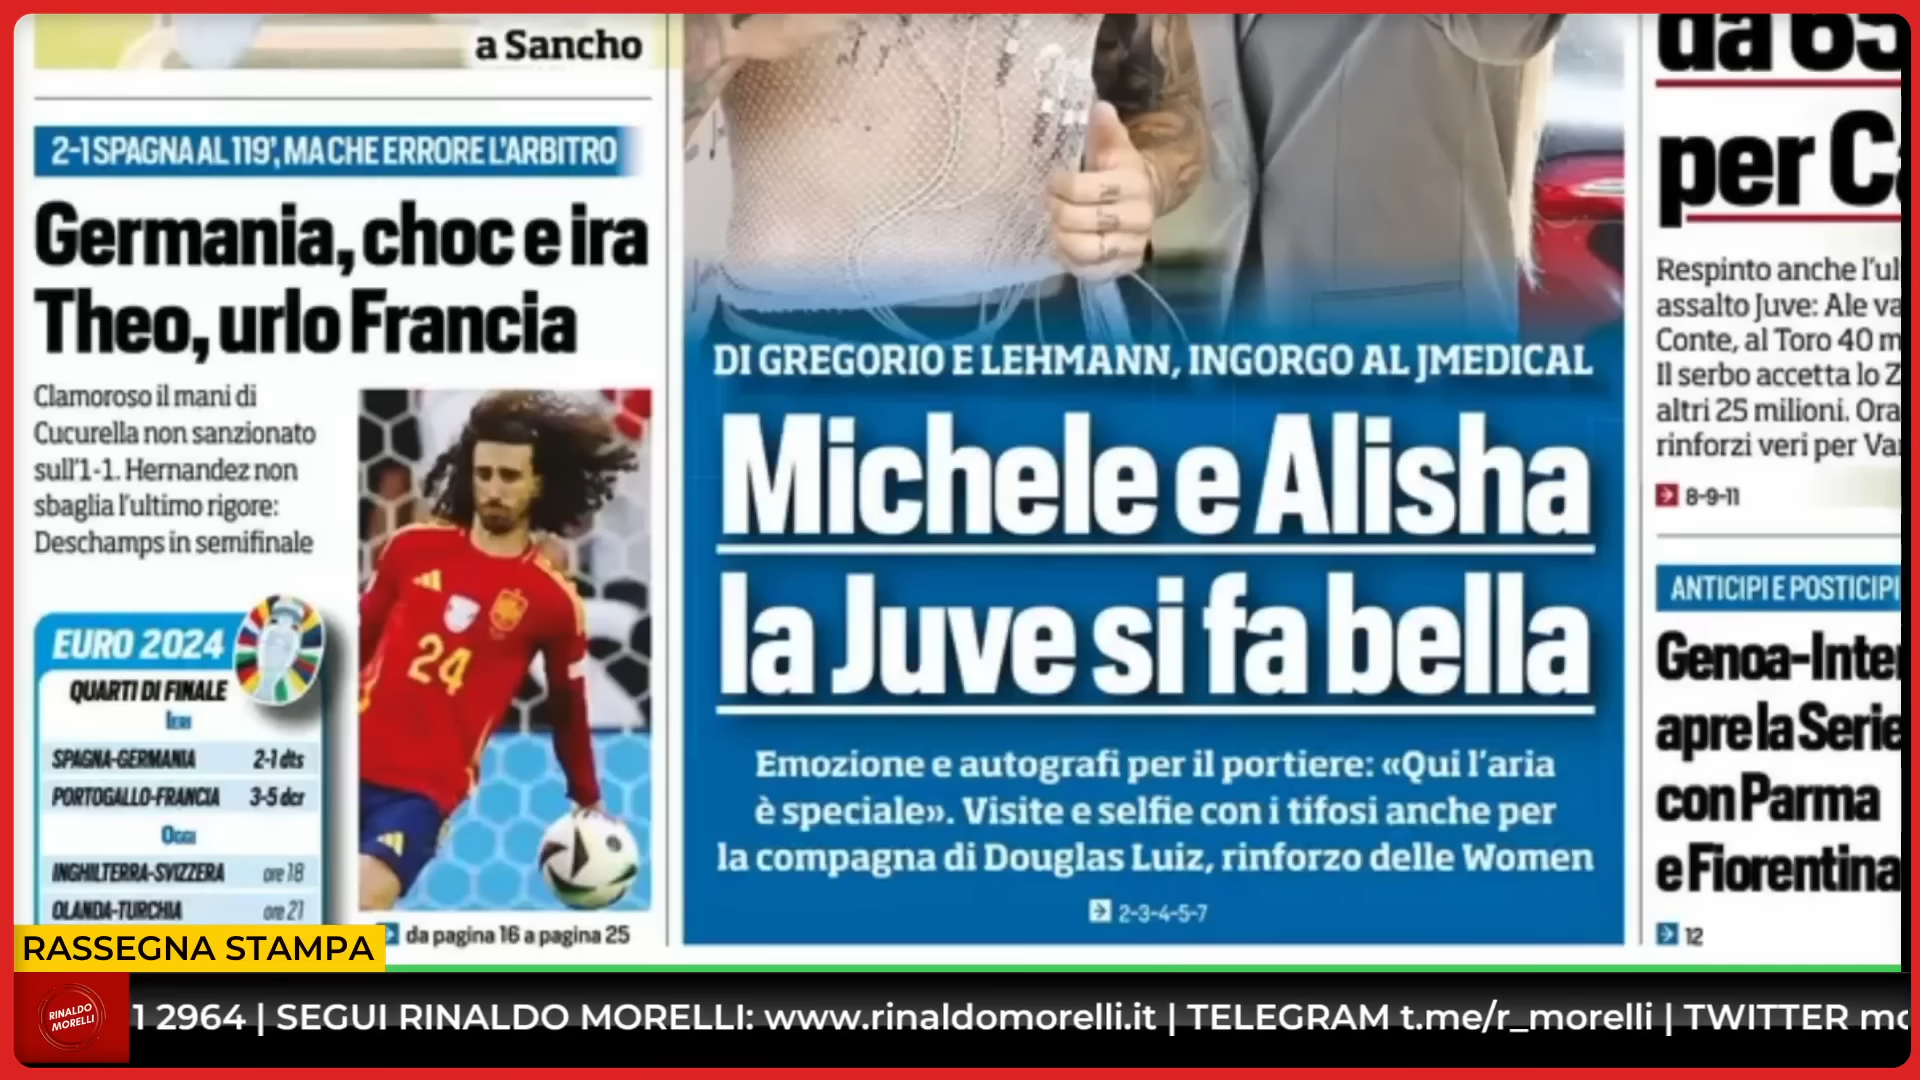 a Sancho
2-1 SPAGNA AL 119', MA CHE ERRORE L'ARBITRO
Germania, choc e ira
Theo, urlo Francia
Clamoroso il mani di
Cucurella non sanzionato
sull'1-1. Hernandez non
sbaglia l'ultimo rigore:
Deschamps in semifinale
EURO 2024
QUARTI DI FINALE
IERI
SPAGNA-GERMANIA 2-1 dts
PORTOGALLO-FRANCIA 3-5 dcr
OGGI
INGHILTERRA-SVIZZERA ore 18
OLANDA-TURCHIA ore 21
24
da pagina 16 a pagina 25
DI GREGORIO E LEHMANN, INGORGO AL JMEDICAL
Michele e Alisha
la Juve si fa bella
Emozione e autografi per il portiere: «Qui l'aria
è speciale». Visite e selfie con i tifosi anche per
la compagna di Douglas Luiz, rinforzo delle Women
2-3-4-5-7
da 65
per Ca
Respinto anche l'ul
assalto Juve: Ale va
Conte, al Toro 40 m
Il serbo accetta lo Z
altri 25 milioni. Ora
rinforzi veri per Va
8-9-11
ANTICIPI E POSTICIPI
Genoa-Inter
apre la Serie
con Parma
e Fiorentina
12
RASSEGNA STAMPA
RINALDO
MORELLI
1 2964 | SEGUI RINALDO MORELLI: www.rinaldomorelli.it | TELEGRAM t.me/r_morelli | TWITTER mo